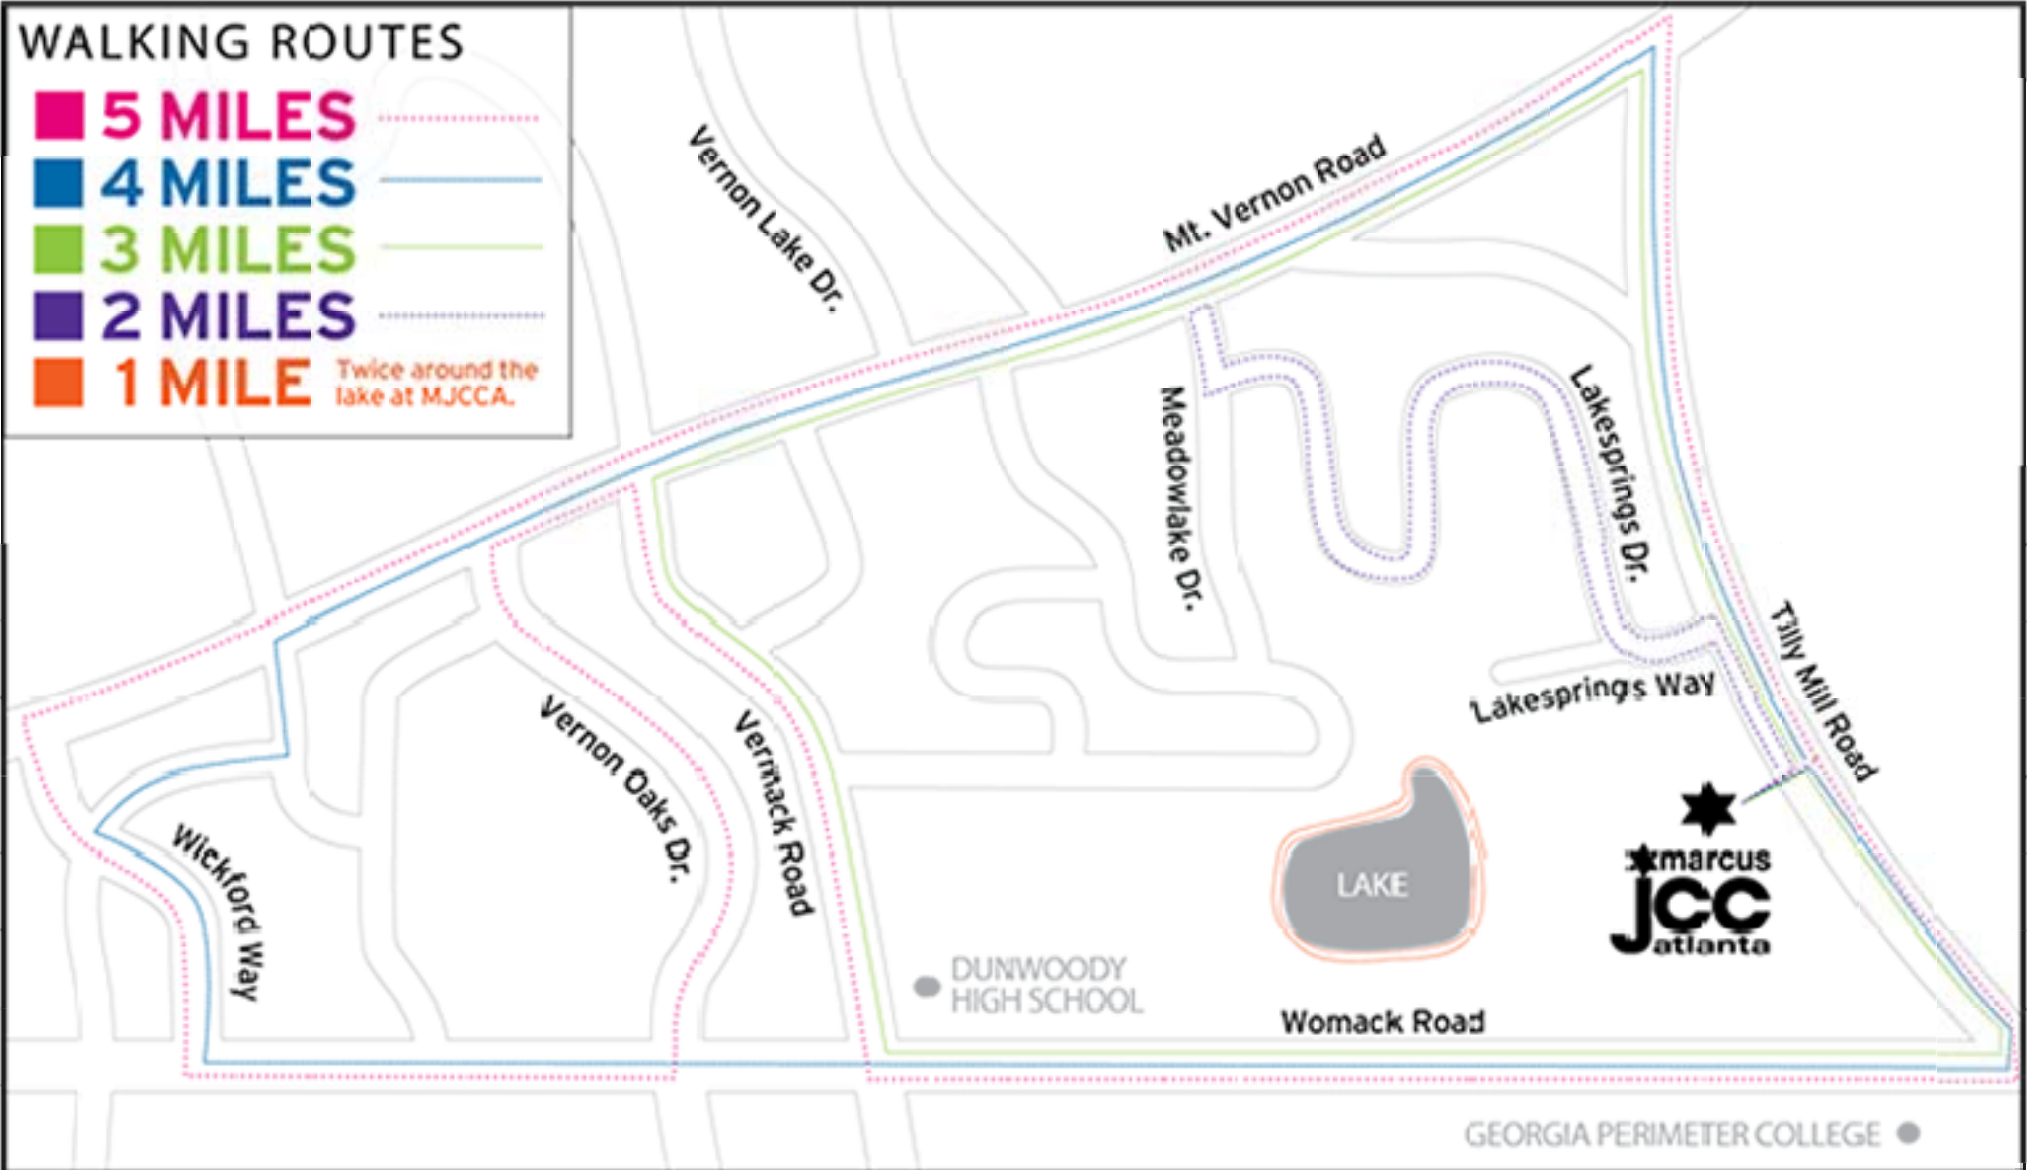 WALKING ROUTES
5 MILES
4 MILES
3 MILES
2 MILES
1 MILE
Twice around the
lake at MJCCA.
Vernon Lake Dr.
Mt. Vernon Road
Meadowlake Dr.
Lakesprings Dr.
Lakesprings Way
Tilly Mill Road
Vernon Oaks Dr.
Vermack Road
Wickford Way
LAKE
marcus
jcc
atlanta
DUNWOODY
HIGH SCHOOL
Womack Road
GEORGIA PERIMETER COLLEGE